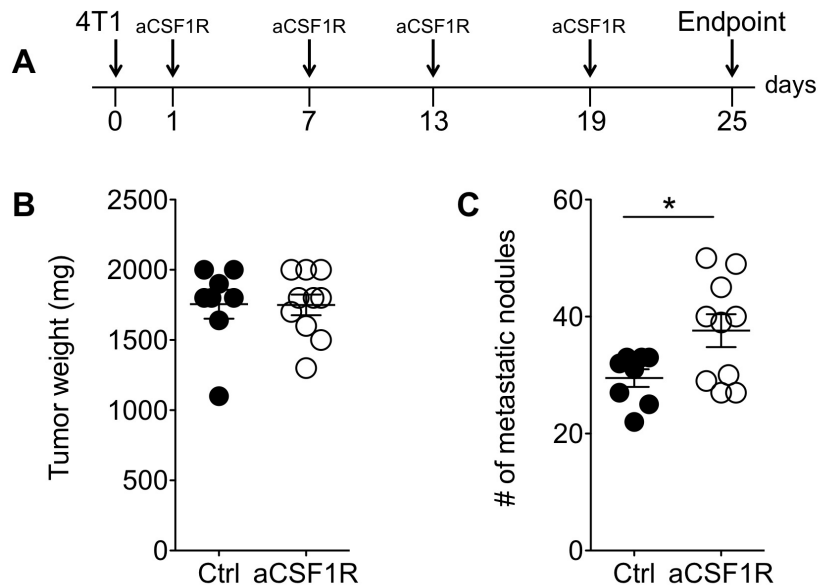 4T1 aCSF1R aCSF1R aCSF1R aCSF1R Endpoint
A
days
0 1 7 13 19 25
B
Tumor weight (mg)
2500
2000
1500
1000
500
0
Ctrl aCSF1R
C
# of metastatic nodules
60
40
20
0
*
Ctrl aCSF1R